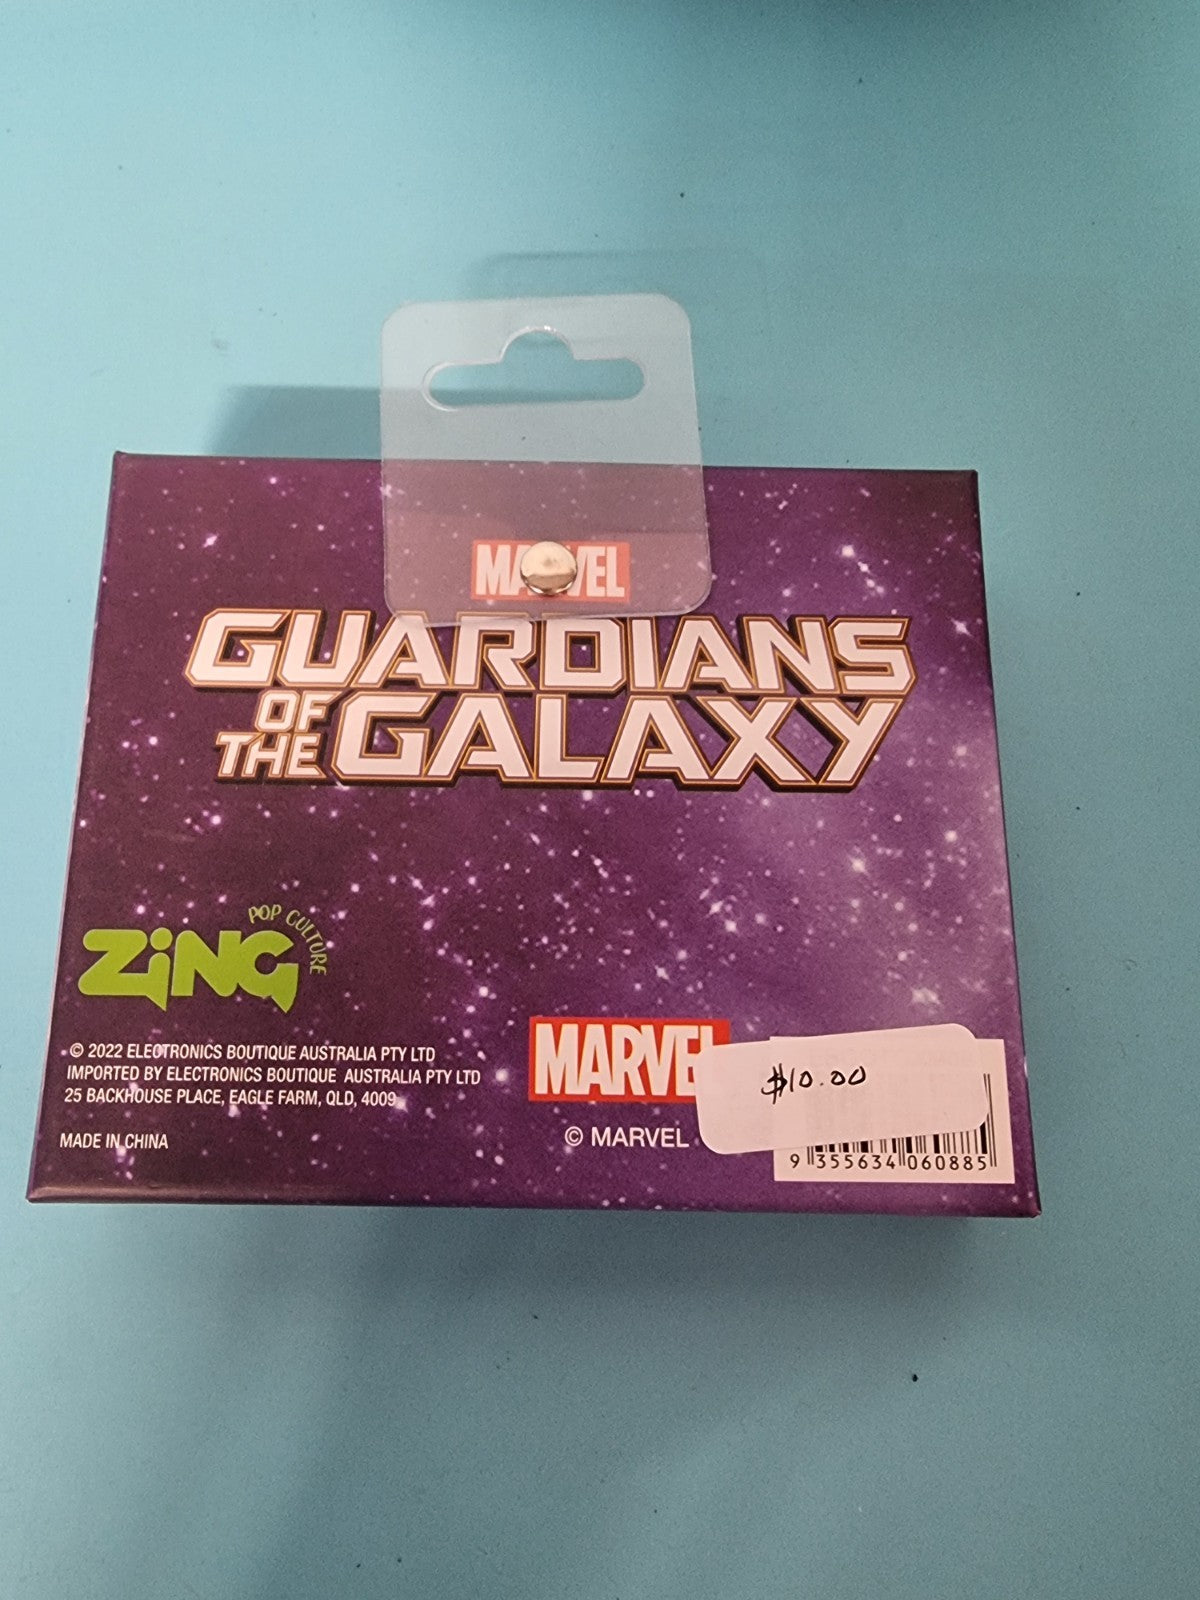 MARVEL
GUARDIANS
OF
THE GALAXY
POP CULTURE
ZiNG
© 2022 ELECTRONICS BOUTIQUE AUSTRALIA PTY LTD
IMPORTED BY ELECTRONICS BOUTIQUE AUSTRALIA PTY LTD
25 BACKHOUSE PLACE, EAGLE FARM, QLD, 4009
MADE IN CHINA
MARVEL
© MARVEL
$10.00
9 355634 060885